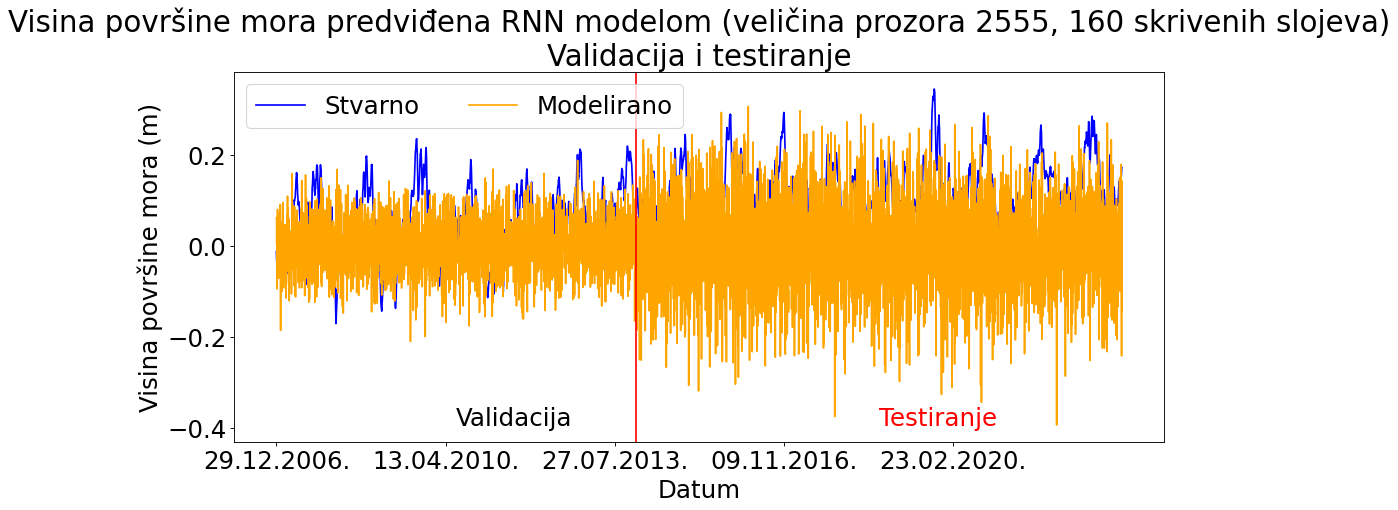 Visina površine mora predviđena RNN modelom (veličina prozora 2555, 160 skrivenih slojeva)
Validacija i testiranje
Stvarno
Modelirano
Visina površine mora (m)
0.2
0.0
−0.2
−0.4
Validacija
Testiranje
29.12.2006.
13.04.2010.
27.07.2013.
09.11.2016.
23.02.2020.
Datum